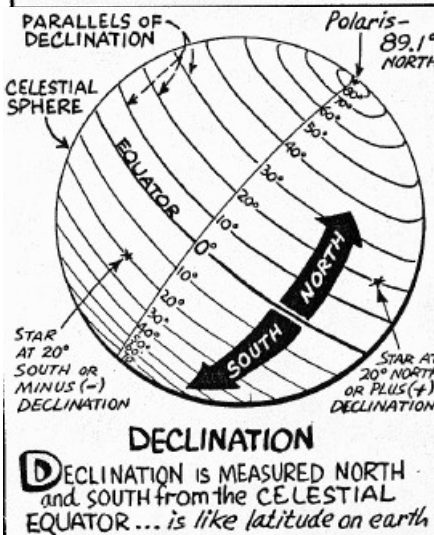 PARALLELS OF
DECLINATION
Polaris-
89.1°
NORTH
CELESTIAL
SPHERE
EQUATOR
80°
70°
60°
50°
40°
30°
20°
10°
0°
10°
20°
30°
40°
NORTH
SOUTH
STAR
AT 20°
SOUTH OR
MINUS (-)
DECLINATION
STAR AT
20° NORTH
OR PLUS (+)
DECLINATION
DECLINATION
DECLINATION IS MEASURED NORTH
and SOUTH from the CELESTIAL
EQUATOR... is like latitude on earth